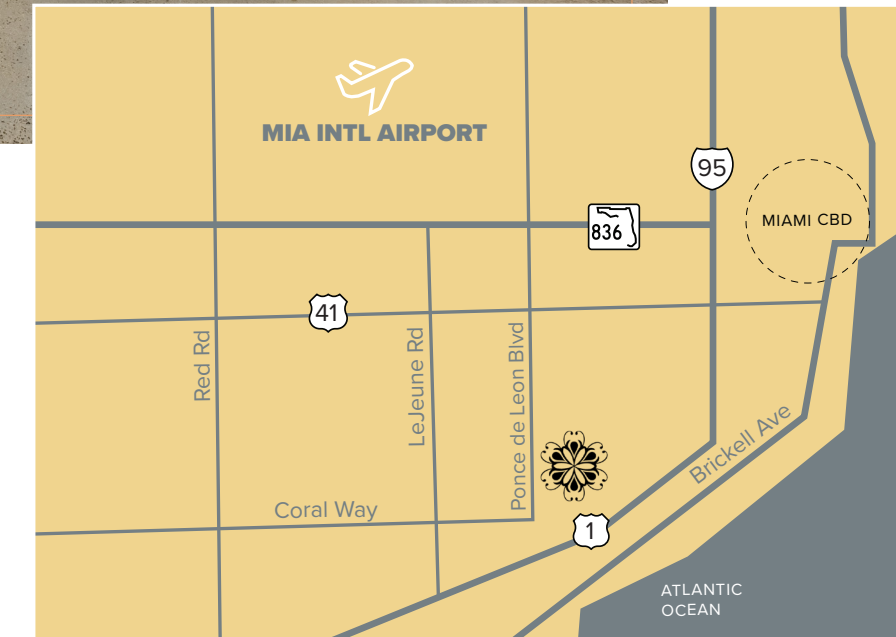 MIA INTL AIRPORT
95
MIAMI CBD
836
41
Red Rd
LeJeune Rd
Ponce de Leon Blvd
Brickell Ave
Coral Way
1
ATLANTIC
OCEAN